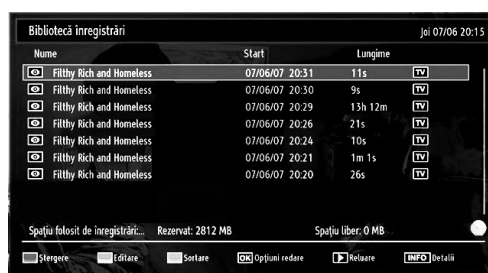 Bibliotecă înregistrări Joi 07/06 20:15
Nume Start Lungime
Filthy Rich and Homeless 07/06/07 20:31 11s TV
Filthy Rich and Homeless 07/06/07 20:30 9s TV
Filthy Rich and Homeless 07/06/07 20:29 13h 12m TV
Filthy Rich and Homeless 07/06/07 20:26 21s TV
Filthy Rich and Homeless 07/06/07 20:24 10s TV
Filthy Rich and Homeless 07/06/07 20:21 1m 1s TV
Filthy Rich and Homeless 07/06/07 20:20 26s TV
Spaţiu folosit de inregistrări:... Rezervat: 2812 MB Spaţiu liber: 0 MB
Ştergere Editare Sortare OK Opţiuni redare Reluare INFO Detalii